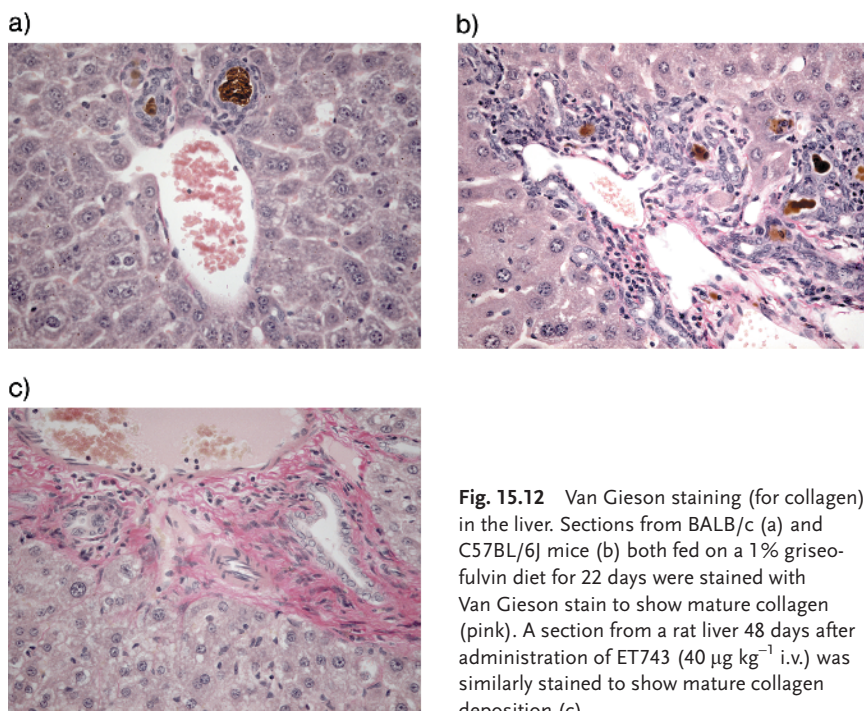 a)
b)
c)
Fig. 15.12 Van Gieson staining (for collagen)
in the liver. Sections from BALB/c (a) and
C57BL/6J mice (b) both fed on a 1% griseo-
fulvin diet for 22 days were stained with
Van Gieson stain to show mature collagen
(pink). A section from a rat liver 48 days after
administration of ET743 (40 µg kg⁻¹ i.v.) was
similarly stained to show mature collagen
deposition (c).